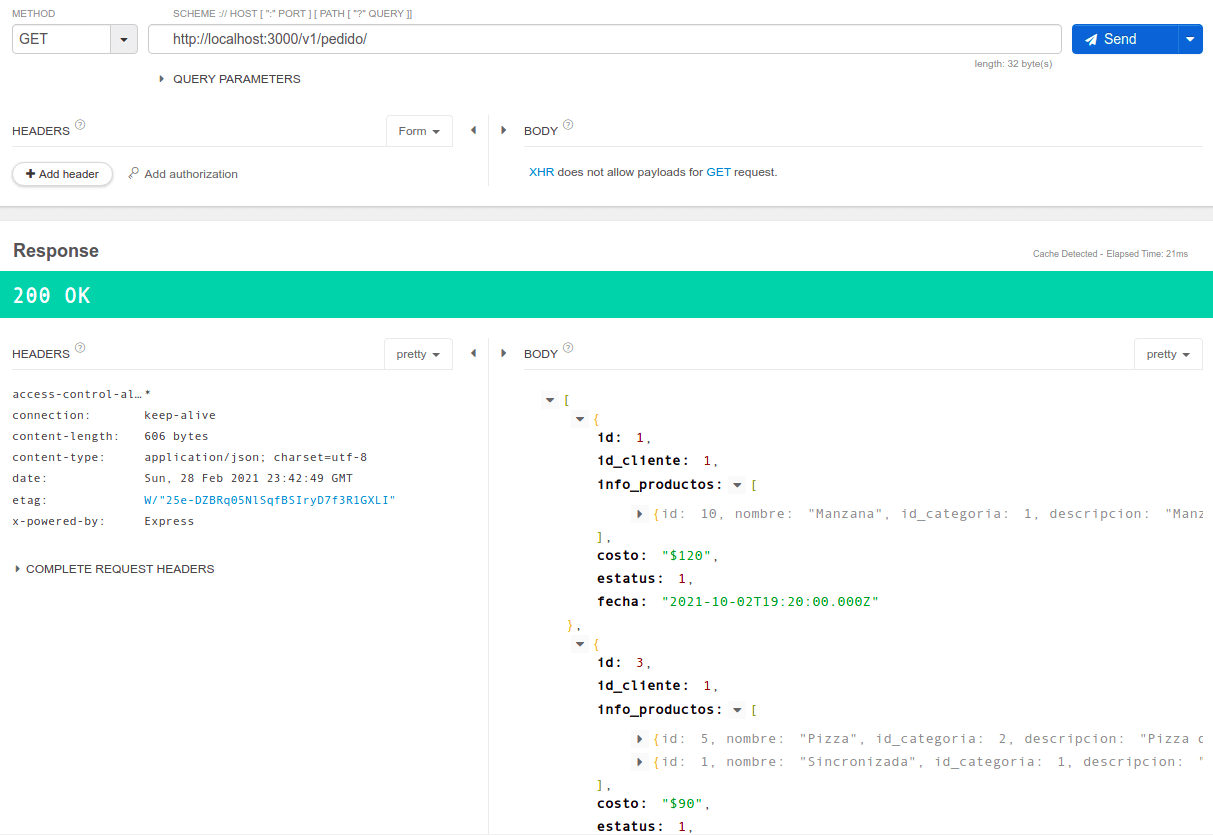 METHOD
SCHEME :// HOST [ ":" PORT ] [ PATH [ "?" QUERY ]]
GET
http://localhost:3000/v1/pedido/
Send
length: 32 byte(s)
QUERY PARAMETERS
HEADERS ?
Form
BODY ?
+ Add header
Add authorization
XHR does not allow payloads for GET request.
Response
Cache Detected - Elapsed Time: 21ms
200 OK
HEADERS ?
pretty
BODY ?
pretty
access-control-al… *
connection: keep-alive
content-length: 606 bytes
content-type: application/json; charset=utf-8
date: Sun, 28 Feb 2021 23:42:49 GMT
etag: W/"25e-DZBRq05NlSqfBSIryD7f3R1GXLI"
x-powered-by: Express
COMPLETE REQUEST HEADERS
[
{
id: 1,
id_cliente: 1,
info_productos: [
{id: 10, nombre: "Manzana", id_categoria: 1, descripcion: "Manz
],
costo: "$120",
estatus: 1,
fecha: "2021-10-02T19:20:00.000Z"
},
{
id: 3,
id_cliente: 1,
info_productos: [
{id: 5, nombre: "Pizza", id_categoria: 2, descripcion: "Pizza
{id: 1, nombre: "Sincronizada", id_categoria: 1, descripcion: "
],
costo: "$90",
estatus: 1,